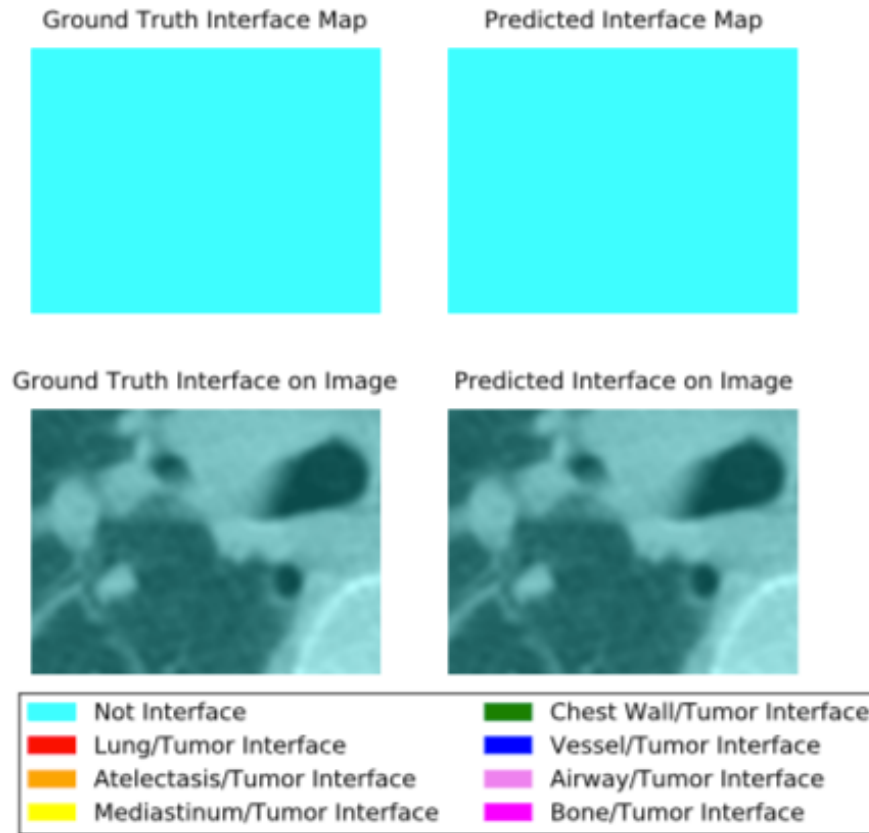 Ground Truth Interface Map
Predicted Interface Map
Ground Truth Interface on Image
Predicted Interface on Image
Not Interface
Lung/Tumor Interface
Atelectasis/Tumor Interface
Mediastinum/Tumor Interface
Chest Wall/Tumor Interface
Vessel/Tumor Interface
Airway/Tumor Interface
Bone/Tumor Interface